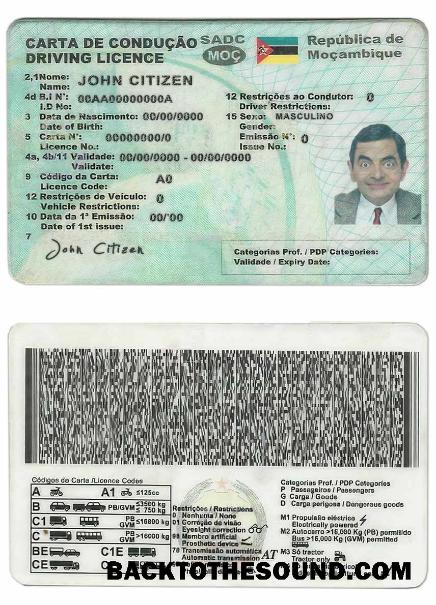 CARTA DE CONDUÇÃO SADC República de
DRIVING LICENCE MOÇ Moçambique
2,1Nome: JOHN CITIZEN
Name:
4d B.I N°: 00AA00000000A 12 Restrições ao Condutor: 0
I.D No: Driver Restrictions:
3 Data de Nascimento: 00/00/0000 15 Sexo: MASCULINO
Date of Birth: Gender:
5 Carta N°: 00000000/0 Emissão N°: 0
Licence No.: Issue No.:
4a, 4b/11 Validade: 00/00/0000 - 00/00/0000
Validate:
9 Código da Carta: A0
Licence Code:
12 Restrições de Veículo: 0
Vehicle Restrictions:
10 Data da 1ª Emissão: 00/'00
Date of 1st issue:
7
John Citizen
Categorias Prof. / PDP Categories:
Validade / Expiry Date:
Códigos da Carta /Licence Codes
A A1 ≤125cc
B PB/GVM ≤3500 kg ≤ 750 kg
C1 PB GVM ≤16000 kg
C PB GVM >16000 kg
BE C1E
CE
Restrições / Restrictions
0 Nenhuma / None
01 Correção de visão
Eyesight correction
Membro artificial
Prosthetic device
78 Transmissão automática
Automatic transmission AT
Categorias Prof. / PDP Categories
P Passageiros / Passengers
G Carga / Goods
D Carga perigosa / Dangerous goods
M1 Propulsão eléctrica
Electrically powered
M2 Autocarro >16,000 Kg (PB) permitido
Bus >16,000 Kg (GVM) permitted
M3 Só tractor
Tractor only
BACKTOTHESOUND.COM